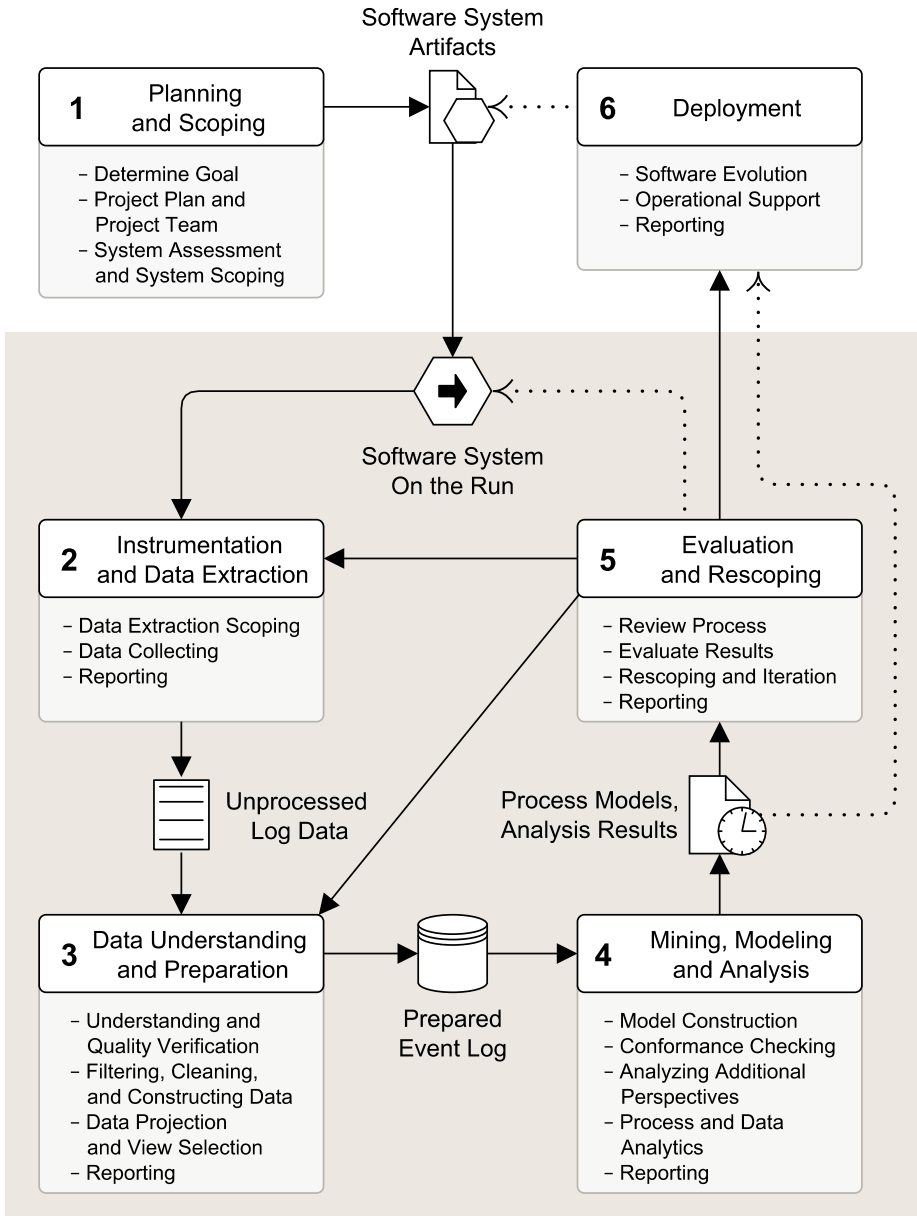 Software System
Artifacts
1
Planning
and Scoping
– Determine Goal
– Project Plan and
Project Team
– System Assessment
and System Scoping
6
Deployment
– Software Evolution
– Operational Support
– Reporting
Software System
On the Run
2
Instrumentation
and Data Extraction
– Data Extraction Scoping
– Data Collecting
– Reporting
5
Evaluation
and Rescoping
– Review Process
– Evaluate Results
– Rescoping and Iteration
– Reporting
Unprocessed
Log Data
Process Models,
Analysis Results
3
Data Understanding
and Preparation
– Understanding and
Quality Verification
– Filtering, Cleaning,
and Constructing Data
– Data Projection
and View Selection
– Reporting
Prepared
Event Log
4
Mining, Modeling
and Analysis
– Model Construction
– Conformance Checking
– Analyzing Additional
Perspectives
– Process and Data
Analytics
– Reporting